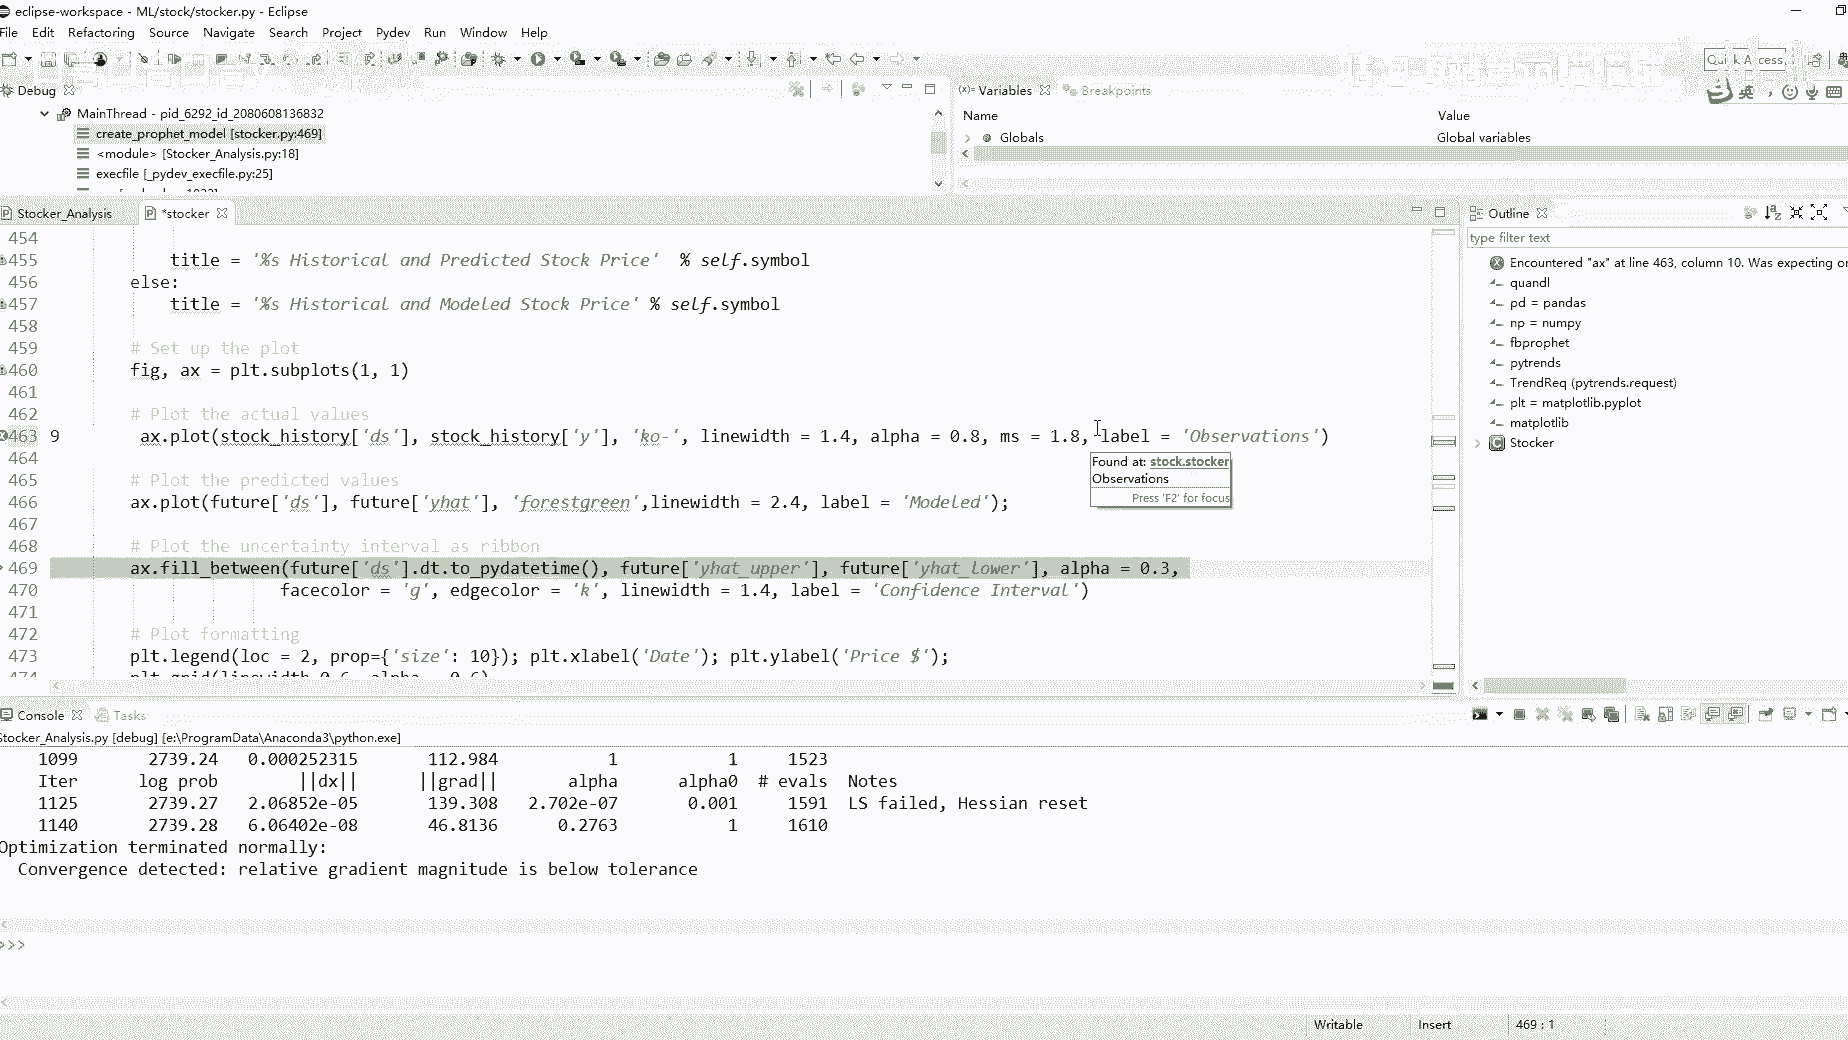 eclipse-workspace - ML/stock/stocker.py - Eclipse
File Edit Refactoring Source Navigate Search Project Pydev Run Window Help
Debug
MainThread - pid_6292_id_2080608136832
create_prophet_model [stocker.py:469]
<module> [Stocker_Analysis.py:18]
execfile [_pydev_execfile.py:25]
(x)= Variables Breakpoints
Name Value
Globals Global variables
Stocker_Analysis *stocker
454
455 title = '%s Historical and Predicted Stock Price' % self.symbol
456 else:
457 title = '%s Historical and Modeled Stock Price' % self.symbol
458
459 # Set up the plot
460 fig, ax = plt.subplots(1, 1)
461
462 # Plot the actual values
463 9 ax.plot(stock_history['ds'], stock_history['y'], 'ko-', linewidth = 1.4, alpha = 0.8, ms = 1.8, label = 'Observations')
464
465 # Plot the predicted values
466 ax.plot(future['ds'], future['yhat'], 'forestgreen',linewidth = 2.4, label = 'Modeled');
467
468 # Plot the uncertainty interval as ribbon
469 ax.fill_between(future['ds'].dt.to_pydatetime(), future['yhat_upper'], future['yhat_lower'], alpha = 0.3,
470 facecolor = 'g', edgecolor = 'k', linewidth = 1.4, label = 'Confidence Interval')
471
472 # Plot formatting
473 plt.legend(loc = 2, prop={'size': 10}); plt.xlabel('Date'); plt.ylabel('Price $');
Found at: stock.stocker
Observations
Press 'F2' for focus
Outline
type filter text
Encountered "ax" at line 463, column 10. Was expecting
quandl
pd = pandas
np = numpy
fbprophet
pytrends
TrendReq (pytrends.request)
plt = matplotlib.pyplot
matplotlib
Stocker
Console Tasks
Stocker_Analysis.py [debug] [e:\ProgramData\Anaconda3\python.exe]
1099 2739.24 0.000252315 112.984 1 1 1523
Iter log prob ||dx|| ||grad|| alpha alpha0 # evals Notes
1125 2739.27 2.06852e-05 139.308 2.702e-07 0.001 1591 LS failed, Hessian reset
1140 2739.28 6.06402e-08 46.8136 0.2763 1 1610
Optimization terminated normally:
Convergence detected: relative gradient magnitude is below tolerance
>>>
Writable Insert 469 : 1